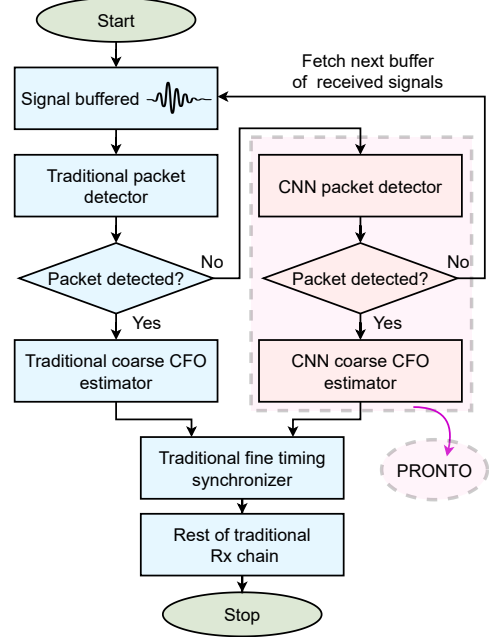 Start
Fetch next buffer
of received signals
Signal buffered
Traditional packet
detector
CNN packet detector
Packet detected?
No
Packet detected?
No
Yes
Yes
Traditional coarse CFO
estimator
CNN coarse CFO
estimator
Traditional fine timing
synchronizer
PRONTO
Rest of traditional
Rx chain
Stop